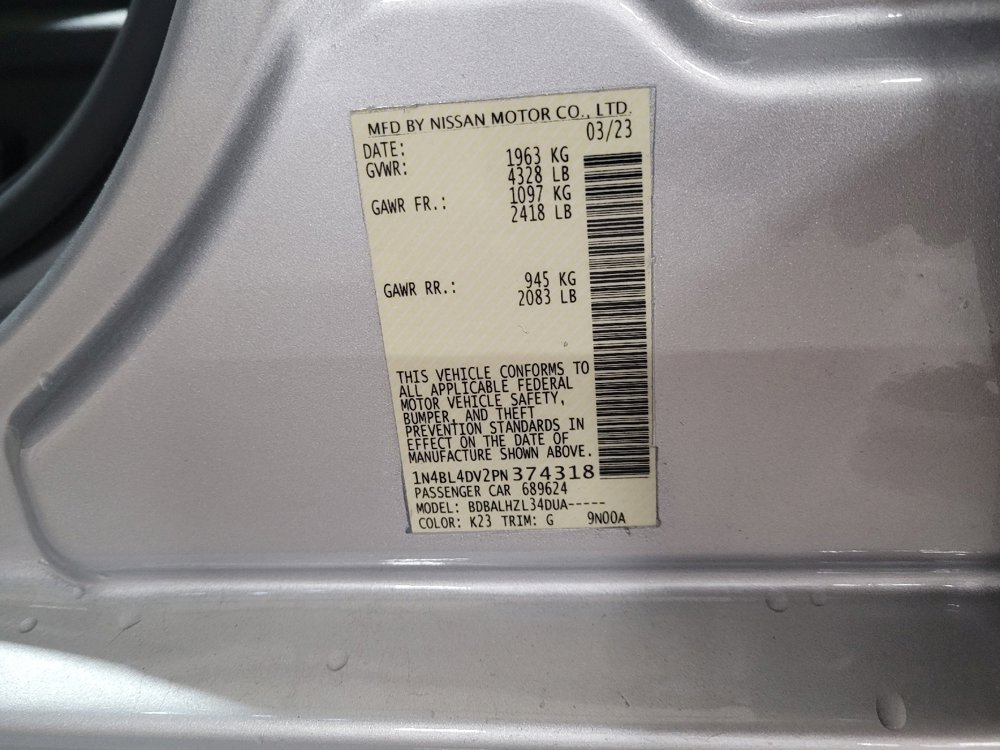 MFD BY NISSAN MOTOR CO., LTD.
DATE: 03/23
GVWR: 1963 KG
4328 LB
GAWR FR.: 1097 KG
2418 LB
GAWR RR.: 945 KG
2083 LB
THIS VEHICLE CONFORMS TO
ALL APPLICABLE FEDERAL
MOTOR VEHICLE SAFETY,
BUMPER, AND THEFT
PREVENTION STANDARDS IN
EFFECT ON THE DATE OF
MANUFACTURE SHOWN ABOVE.
1N4BL4DV2PN374318
PASSENGER CAR 689624
MODEL: BDBALHZL34DUA-----
COLOR: K23 TRIM: G 9N00A